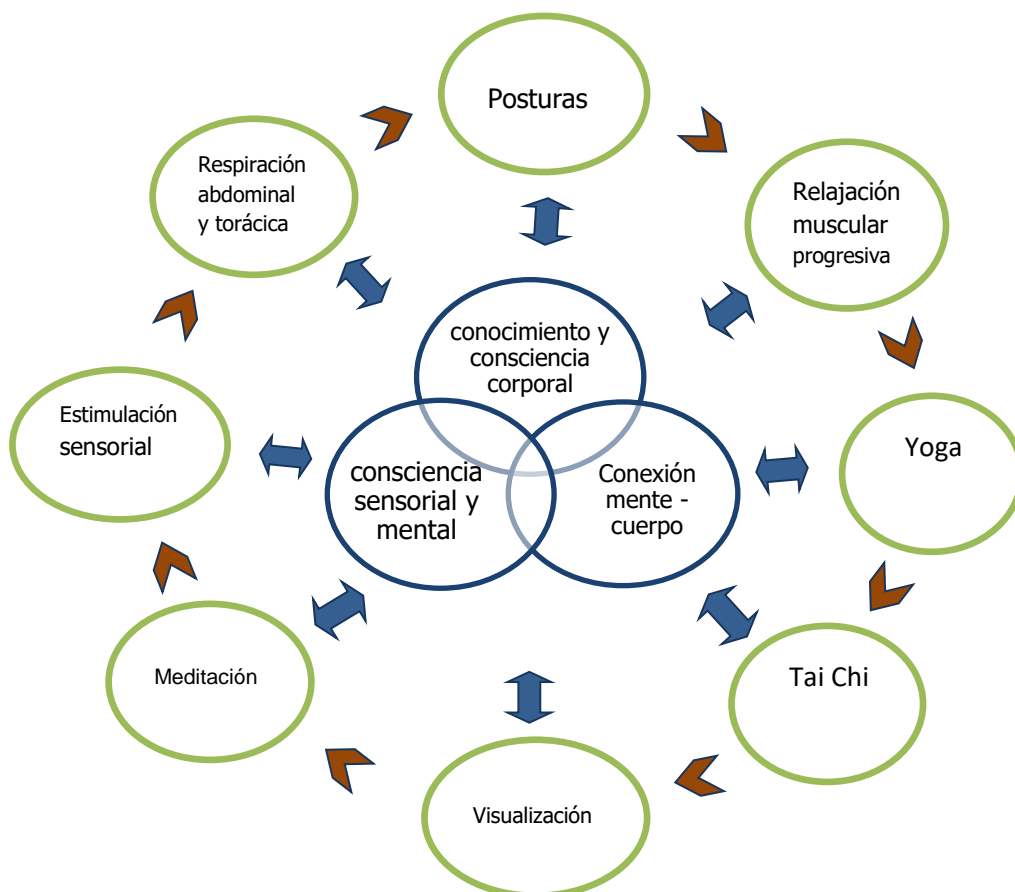 Posturas
Respiración
abdominal
y torácica
Relajación
muscular
progresiva
conocimiento y
consciencia
corporal
Estimulación
sensorial
consciencia
sensorial y
mental
Conexión
mente -
cuerpo
Yoga
Meditación
Tai Chi
Visualización